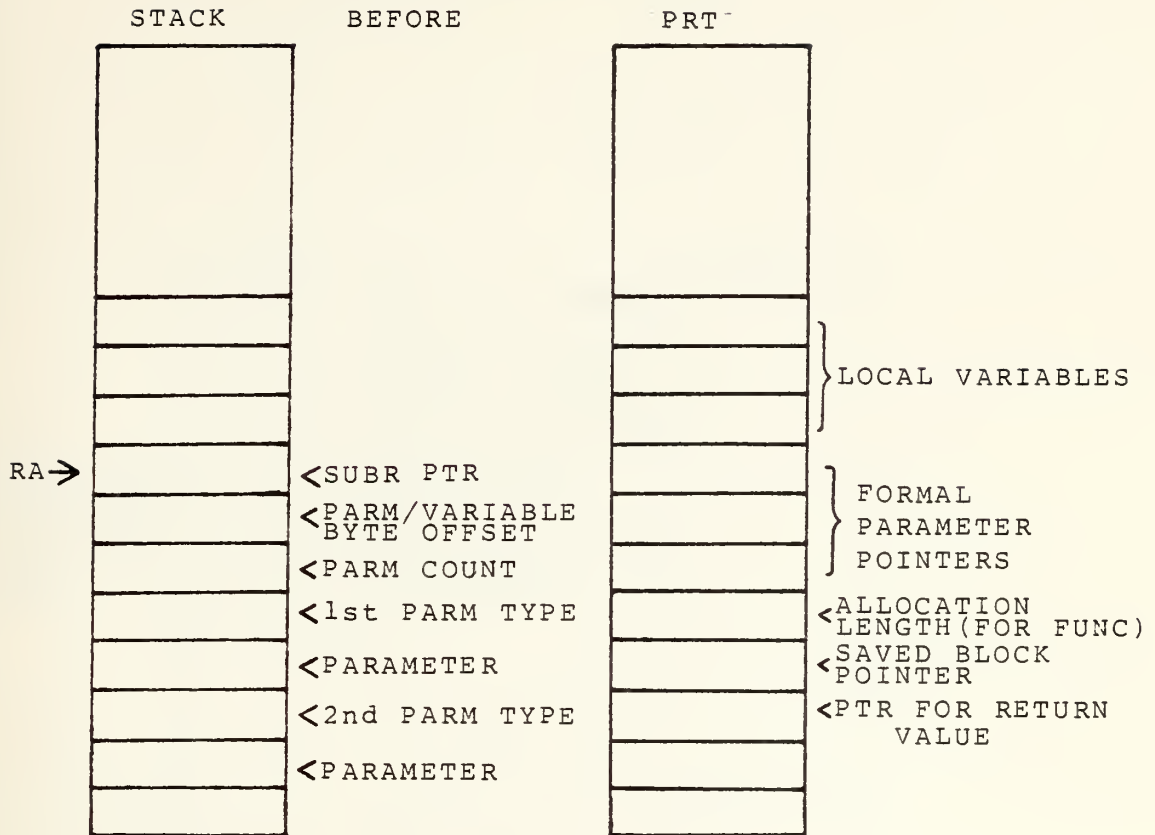 STACK BEFORE PRT
LOCAL VARIABLES
RA→ <SUBR PTR
<PARM/VARIABLE
BYTE OFFSET
<PARM COUNT
<1st PARM TYPE
<PARAMETER
<2nd PARM TYPE
<PARAMETER
FORMAL
PARAMETER
POINTERS
<ALLOCATION
LENGTH(FOR FUNC)
<SAVED BLOCK
POINTER
<PTR FOR RETURN
VALUE